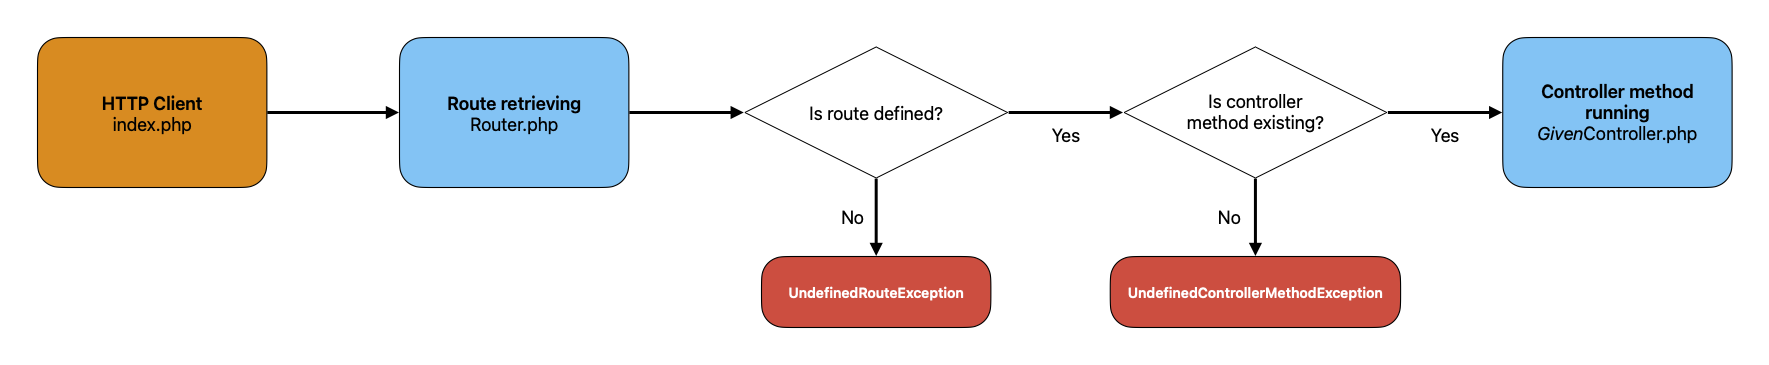 HTTP Client
index.php
Route retrieving
Router.php
Is route defined?
Yes
Is controller
method existing?
Yes
Controller method
running
GivenController.php
No
No
UndefinedRouteException
UndefinedControllerMethodException